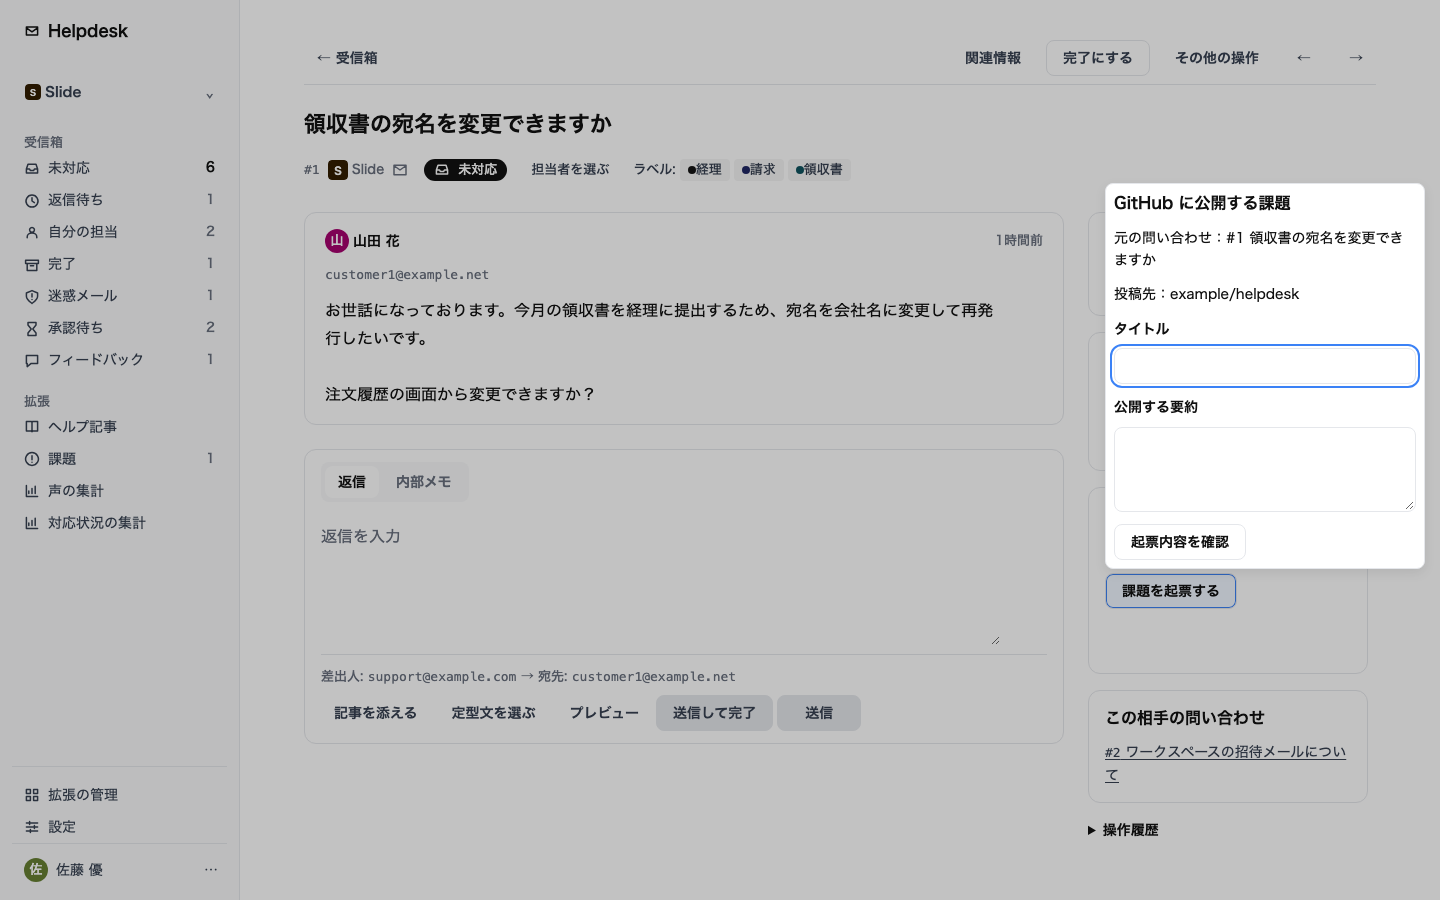 Helpdesk
S Slide
受信箱
未対応 6
返信待ち 1
自分の担当 2
完了 1
迷惑メール 1
承認待ち 2
フィードバック 1
拡張
ヘルプ記事
課題 1
声の集計
対応状況の集計
拡張の管理
設定
佐 佐藤 優 …
← 受信箱
関連情報 完了にする その他の操作 ← →
領収書の宛名を変更できますか
#1 S Slide 未対応 担当者を選ぶ ラベル: 経理 請求 領収書
山 山田 花 1時間前
customer1@example.net
お世話になっております。今月の領収書を経理に提出するため、宛名を会社名に変更して再発
行したいです。
注文履歴の画面から変更できますか？
返信 内部メモ
返信を入力
差出人: support@example.com → 宛先: customer1@example.net
記事を添える 定型文を選ぶ プレビュー 送信して完了 送信
GitHub に公開する課題
元の問い合わせ：#1 領収書の宛名を変更でき
ますか
投稿先：example/helpdesk
タイトル
公開する要約
起票内容を確認
課題を起票する
この相手の問い合わせ
#2 ワークスペースの招待メールについ
て
▶ 操作履歴